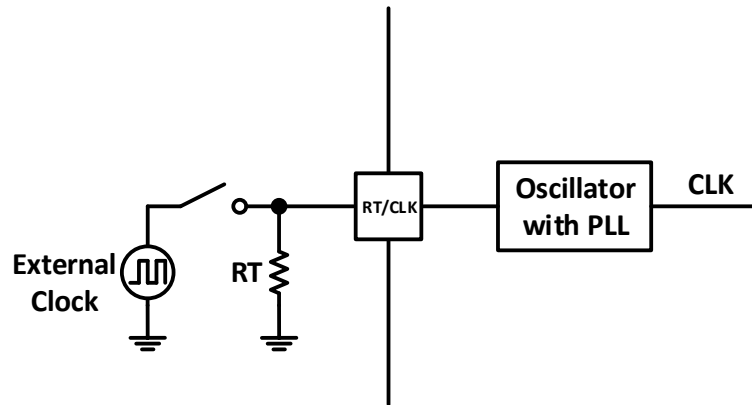 External
Clock
RT
RT/CLK
Oscillator
with PLL
CLK